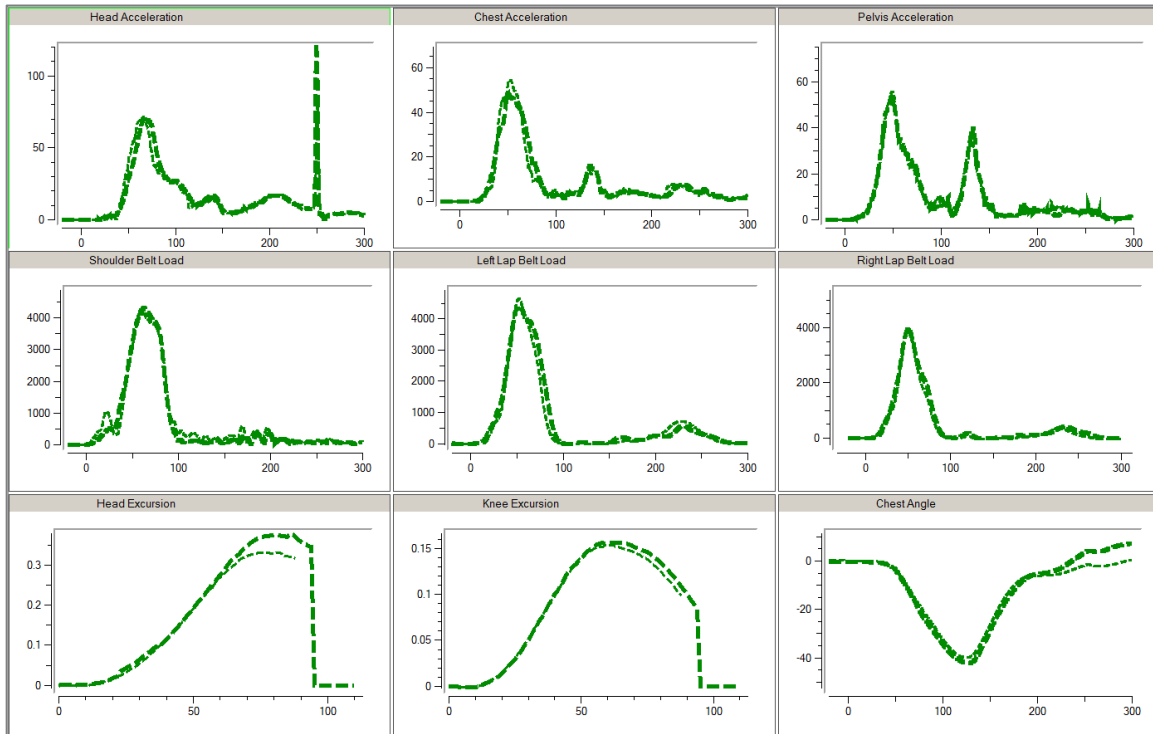 Head Acceleration
100
50
0
0 100 200 300
Chest Acceleration
60
40
20
0
0 100 200 300
Pelvis Acceleration
60
40
20
0
0 100 200 300
Shoulder Belt Load
4000
3000
2000
1000
0
0 100 200 300
Left Lap Belt Load
4000
3000
2000
1000
0
0 100 200 300
Right Lap Belt Load
4000
2000
0
0 100 200 300
Head Excursion
0.3
0.2
0.1
0
0 50 100
Knee Excursion
0.15
0.1
0.05
0
0 50 100
Chest Angle
0
-20
-40
0 100 200 300